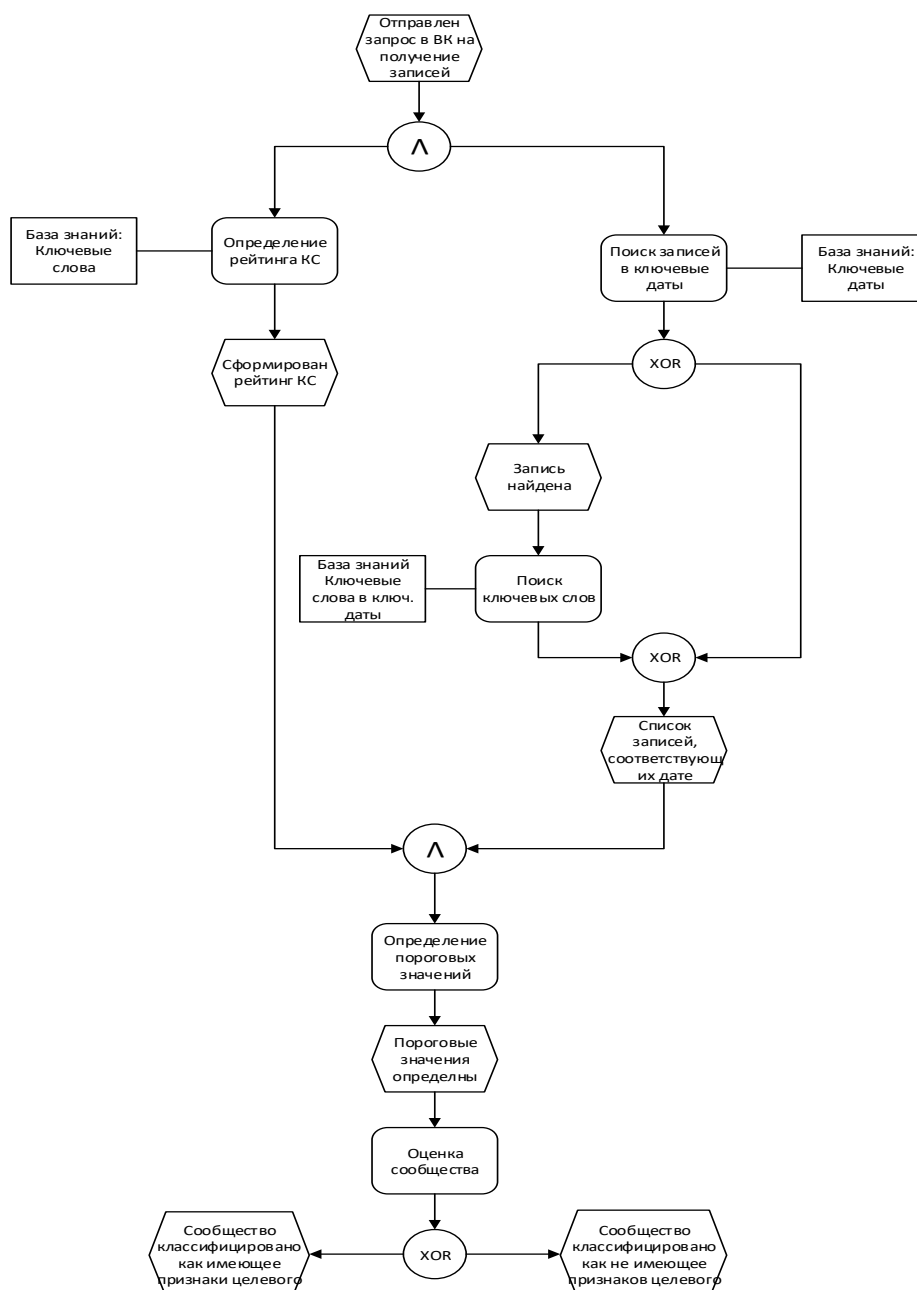 Отправлен
запрос в ВК на
получение
записей
Λ
База знаний:
Ключевые
слова
Определение
рейтинга КС
Поиск записей
в ключевые
даты
База знаний:
Ключевые
даты
Сформирован
рейтинг КС
XOR
Запись
найдена
База знаний
Ключевые
слова в ключ.
даты
Поиск
ключевых слов
XOR
Список
записей,
соответствующ
их дате
Λ
Определение
пороговых
значений
Пороговые
значения
определны
Оценка
сообщества
Сообщество
классифицировано
как имеющее
признаки целевого
XOR
Сообщество
классифицировано
как не имеющее
признаков целевого